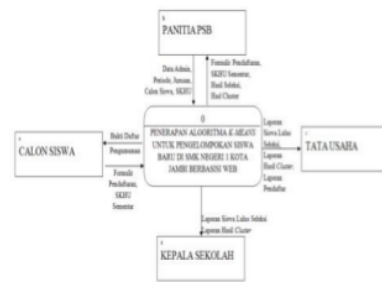 PANITIA PSB
Data Admin,
Periode, Jurusan,
Calon Siswa, SKHU
Formulir Pendaftaran,
SKHU Sementar,
Hasil Seleksi,
Hasil Cluster
0
PENERAPAN ALGORITMA K-MEANS
UNTUK PENGELOMPOKAN SISWA
BARU DI SMK NEGERI 1 KOTA
JAMBI BERBASIS WEB
CALON SISWA
Bukti Daftar
Pengumuman
Formulir
Pendaftaran,
SKHU
Sementar
Laporan
Siswa Lulus
Seleksi,
Laporan
Hasil Cluster,
Laporan
Pendaftar
TATA USAHA
Laporan Siswa Lulus Seleksi
Laporan Hasil Cluster
KEPALA SEKOLAH